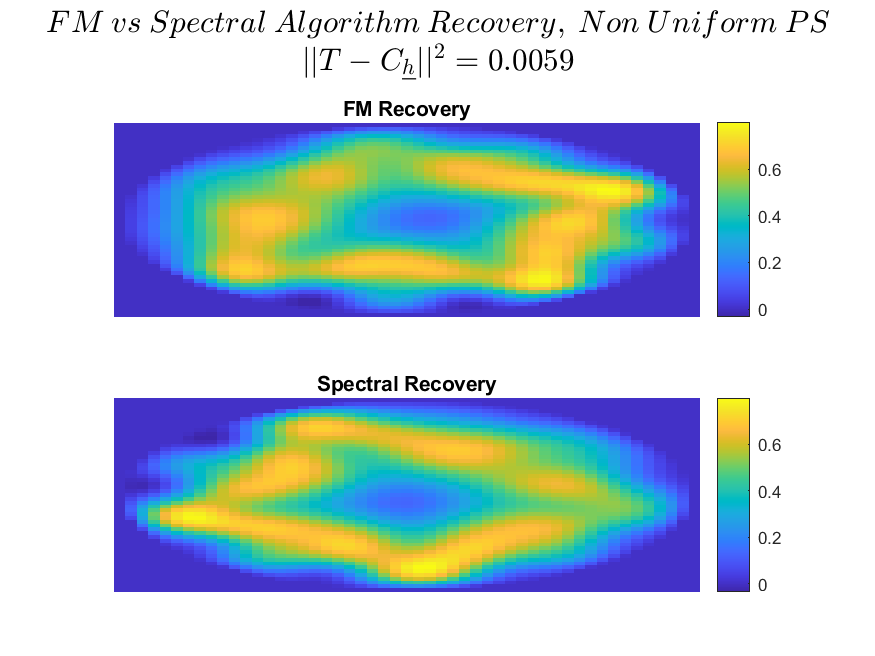 FM vs Spectral Algorithm Recovery, Non Uniform PS
||T − C_h||² = 0.0059
FM Recovery
0.6
0.4
0.2
0
Spectral Recovery
0.6
0.4
0.2
0